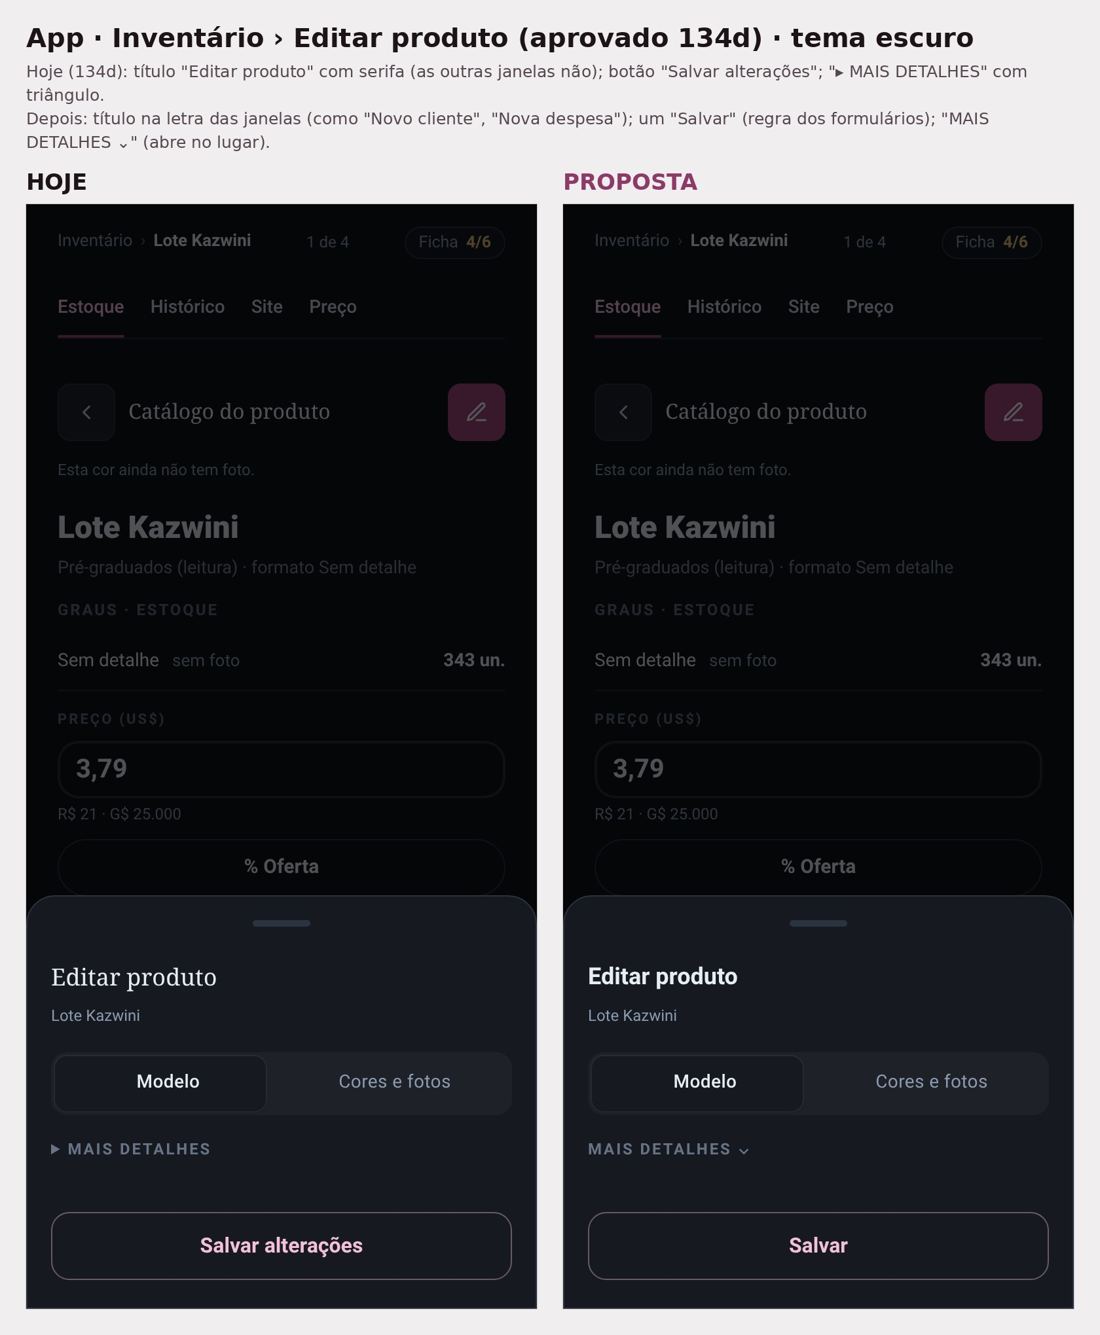 App · Inventário › Editar produto (aprovado 134d) · tema escuro
Hoje (134d): título "Editar produto" com serifa (as outras janelas não); botão "Salvar alterações"; "▸ MAIS DETALHES" com
triângulo.
Depois: título na letra das janelas (como "Novo cliente", "Nova despesa"); um "Salvar" (regra dos formulários); "MAIS
DETALHES ⌄" (abre no lugar).
HOJE
Inventário › Lote Kazwini 1 de 4 Ficha 4/6
Estoque Histórico Site Preço
Catálogo do produto
Esta cor ainda não tem foto.
Lote Kazwini
Pré-graduados (leitura) · formato Sem detalhe
GRAUS · ESTOQUE
Sem detalhe sem foto 343 un.
PREÇO (US$)
3,79
R$ 21 · G$ 25.000
% Oferta
Editar produto
Lote Kazwini
Modelo Cores e fotos
▸ MAIS DETALHES
Salvar alterações
PROPOSTA
Inventário › Lote Kazwini 1 de 4 Ficha 4/6
Estoque Histórico Site Preço
Catálogo do produto
Esta cor ainda não tem foto.
Lote Kazwini
Pré-graduados (leitura) · formato Sem detalhe
GRAUS · ESTOQUE
Sem detalhe sem foto 343 un.
PREÇO (US$)
3,79
R$ 21 · G$ 25.000
% Oferta
Editar produto
Lote Kazwini
Modelo Cores e fotos
MAIS DETALHES ⌄
Salvar